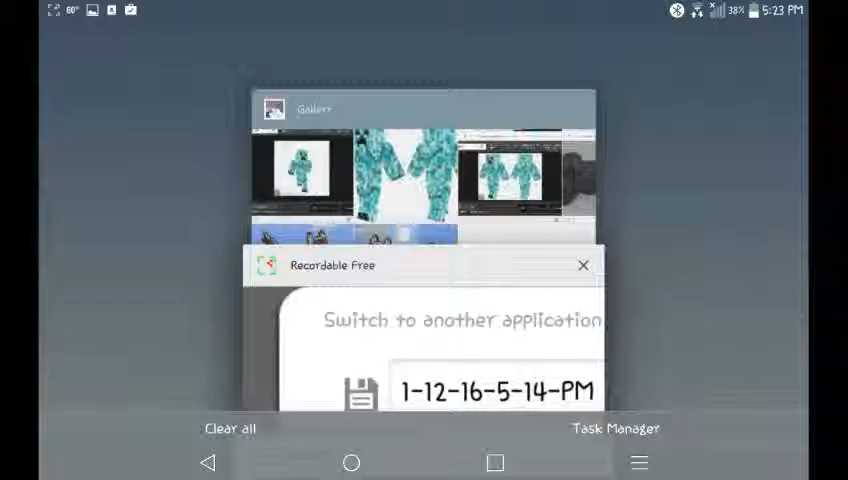 60°
38% 5:23 PM
Gallery
Recordable Free
Switch to another application
1-12-16-5-14-PM
Clear all
Task Manager